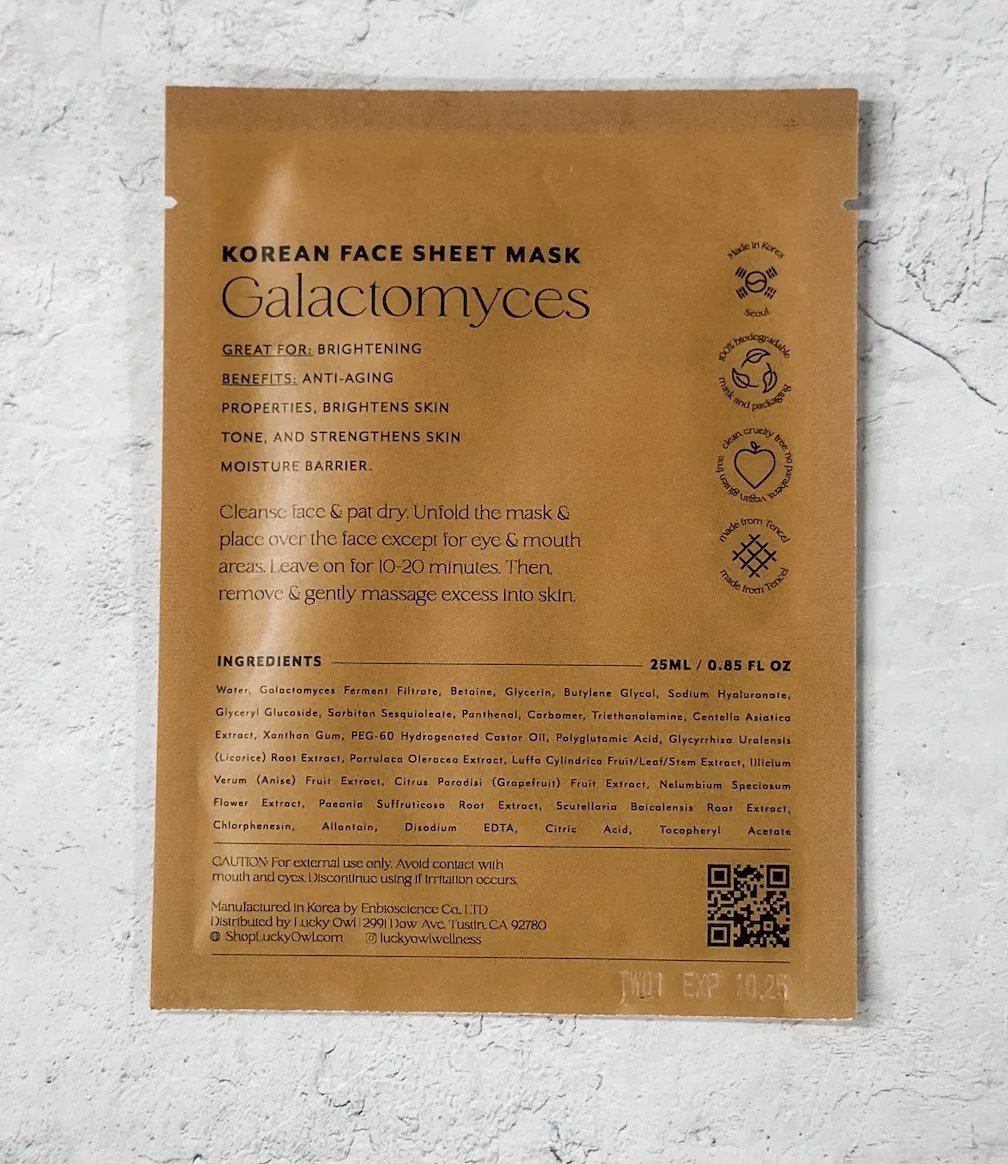 KOREAN FACE SHEET MASK
Galactomyces
GREAT FOR: BRIGHTENING
BENEFITS: ANTI-AGING
PROPERTIES, BRIGHTENS SKIN
TONE, AND STRENGTHENS SKIN
MOISTURE BARRIER.
Cleanse face & pat dry. Unfold the mask &
place over the face except for eye & mouth
areas. Leave on for 10-20 minutes. Then,
remove & gently massage excess into skin.
Made in Korea
Seoul
100% biodegradable
mask and packaging
clean cruelty free no parabens vegan gluten free
made from Tencel
made from Tencel
INGREDIENTS 25ML / 0.85 FL OZ
Water, Galactomyces Ferment Filtrate, Betaine, Glycerin, Butylene Glycol, Sodium Hyaluronate,
Glyceryl Glucoside, Sorbitan Sesquioleate, Panthenol, Carbomer, Triethanolamine, Centella Asiatica
Extract, Xanthan Gum, PEG-60 Hydrogenated Castor Oil, Polyglutamic Acid, Glycyrrhiza Uralensis
(Licorice) Root Extract, Portulaca Oleracea Extract, Luffa Cylindrica Fruit/Leaf/Stem Extract, Illicium
Verum (Anise) Fruit Extract, Citrus Paradisi (Grapefruit) Fruit Extract, Nelumbium Speciosum
Flower Extract, Paeonia Suffruticosa Root Extract, Scutellaria Baicalensis Root Extract,
Chlorphenesin, Allantoin, Disodium EDTA, Citric Acid, Tocopheryl Acetate
CAUTION: For external use only. Avoid contact with
mouth and eyes. Discontinue using if irritation occurs.
Manufactured in Korea by Enbioscience Co. LTD
Distributed by Lucky Owl | 2991 Dow Ave. Tustin, CA 92780
ShopLuckyOwl.com luckyowlwellness
EXP 10.26